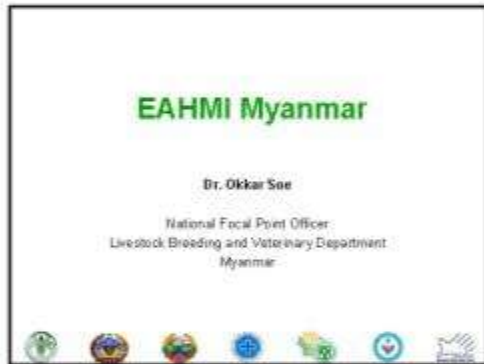 EAHMI Myanmar
Dr. Okkar Soe
National Focal Point Officer
Livestock Breeding and Veterinary Department
Myanmar